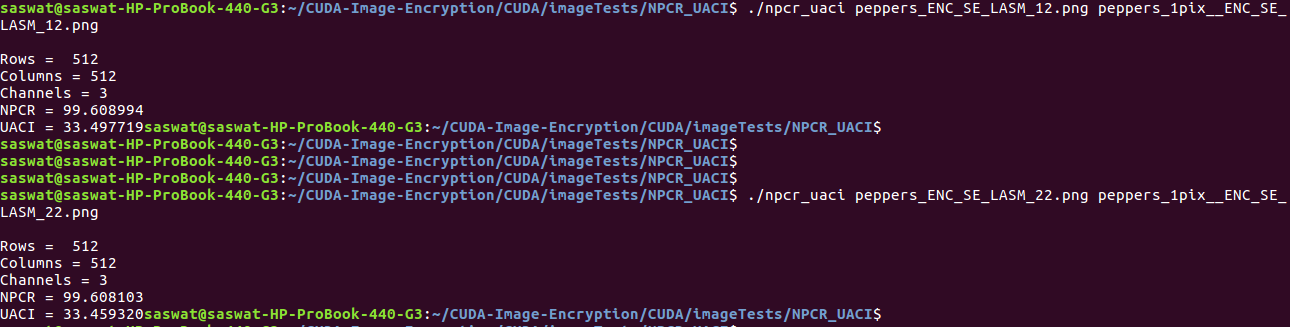 saswat@saswat-HP-ProBook-440-G3:~/CUDA-Image-Encryption/CUDA/imageTests/NPCR_UACI$ ./npcr_uaci peppers_ENC_SE_LASM_12.png peppers_1pix__ENC_SE_
LASM_12.png
Rows =  512
Columns = 512
Channels = 3
NPCR = 99.608994
UACI = 33.497719saswat@saswat-HP-ProBook-440-G3:~/CUDA-Image-Encryption/CUDA/imageTests/NPCR_UACI$
saswat@saswat-HP-ProBook-440-G3:~/CUDA-Image-Encryption/CUDA/imageTests/NPCR_UACI$
saswat@saswat-HP-ProBook-440-G3:~/CUDA-Image-Encryption/CUDA/imageTests/NPCR_UACI$
saswat@saswat-HP-ProBook-440-G3:~/CUDA-Image-Encryption/CUDA/imageTests/NPCR_UACI$
saswat@saswat-HP-ProBook-440-G3:~/CUDA-Image-Encryption/CUDA/imageTests/NPCR_UACI$ ./npcr_uaci peppers_ENC_SE_LASM_22.png peppers_1pix__ENC_SE_
LASM_22.png
Rows =  512
Columns = 512
Channels = 3
NPCR = 99.608103
UACI = 33.459320saswat@saswat-HP-ProBook-440-G3:~/CUDA-Image-Encryption/CUDA/imageTests/NPCR_UACI$